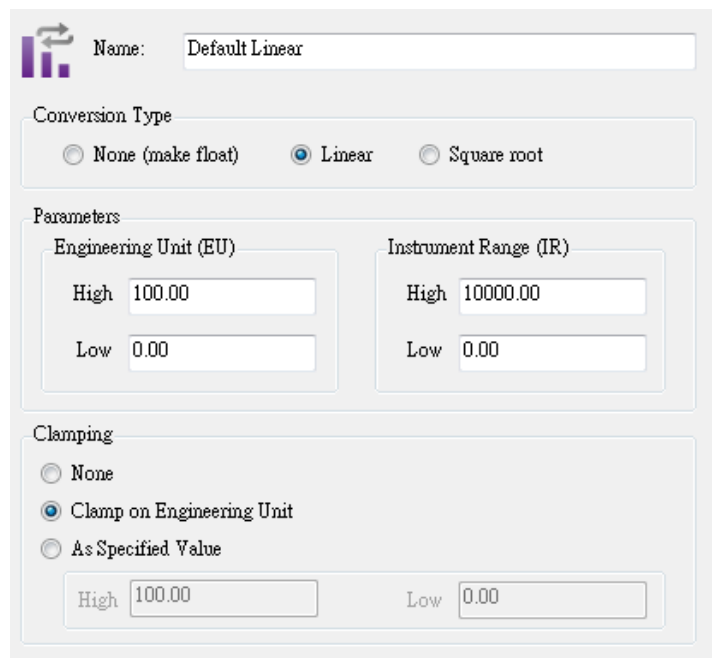 Name: Default Linear
Conversion Type
None (make float) Linear Square root
Parameters
Engineering Unit (EU) Instrument Range (IR)
High 100.00 High 10000.00
Low 0.00 Low 0.00
Clamping
None
Clamp on Engineering Unit
As Specified Value
High 100.00 Low 0.00